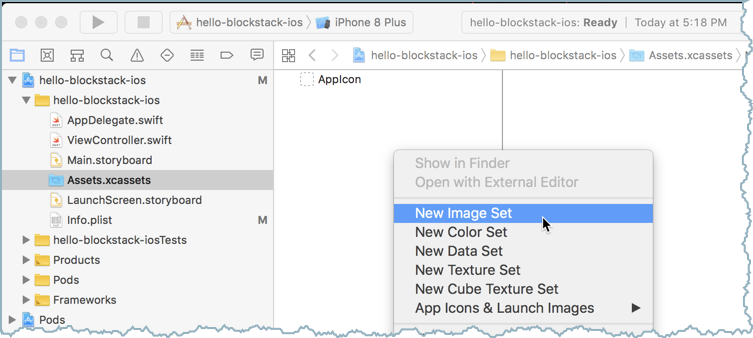 hello-blockstack-ios 〉 iPhone 8 Plus
hello-blockstack-ios: Ready | Today at 5:18 PM
hello-blockstack-ios 〉 hello-blockstack-ios 〉 Assets.xcassets 〉
hello-blockstack-ios M
hello-blockstack-ios
AppDelegate.swift
ViewController.swift
Main.storyboard
Assets.xcassets
LaunchScreen.storyboard
Info.plist M
hello-blockstack-iosTests
Products
Pods
Frameworks
Pods
AppIcon
Show in Finder
Open with External Editor
New Image Set
New Color Set
New Data Set
New Texture Set
New Cube Texture Set
App Icons & Launch Images